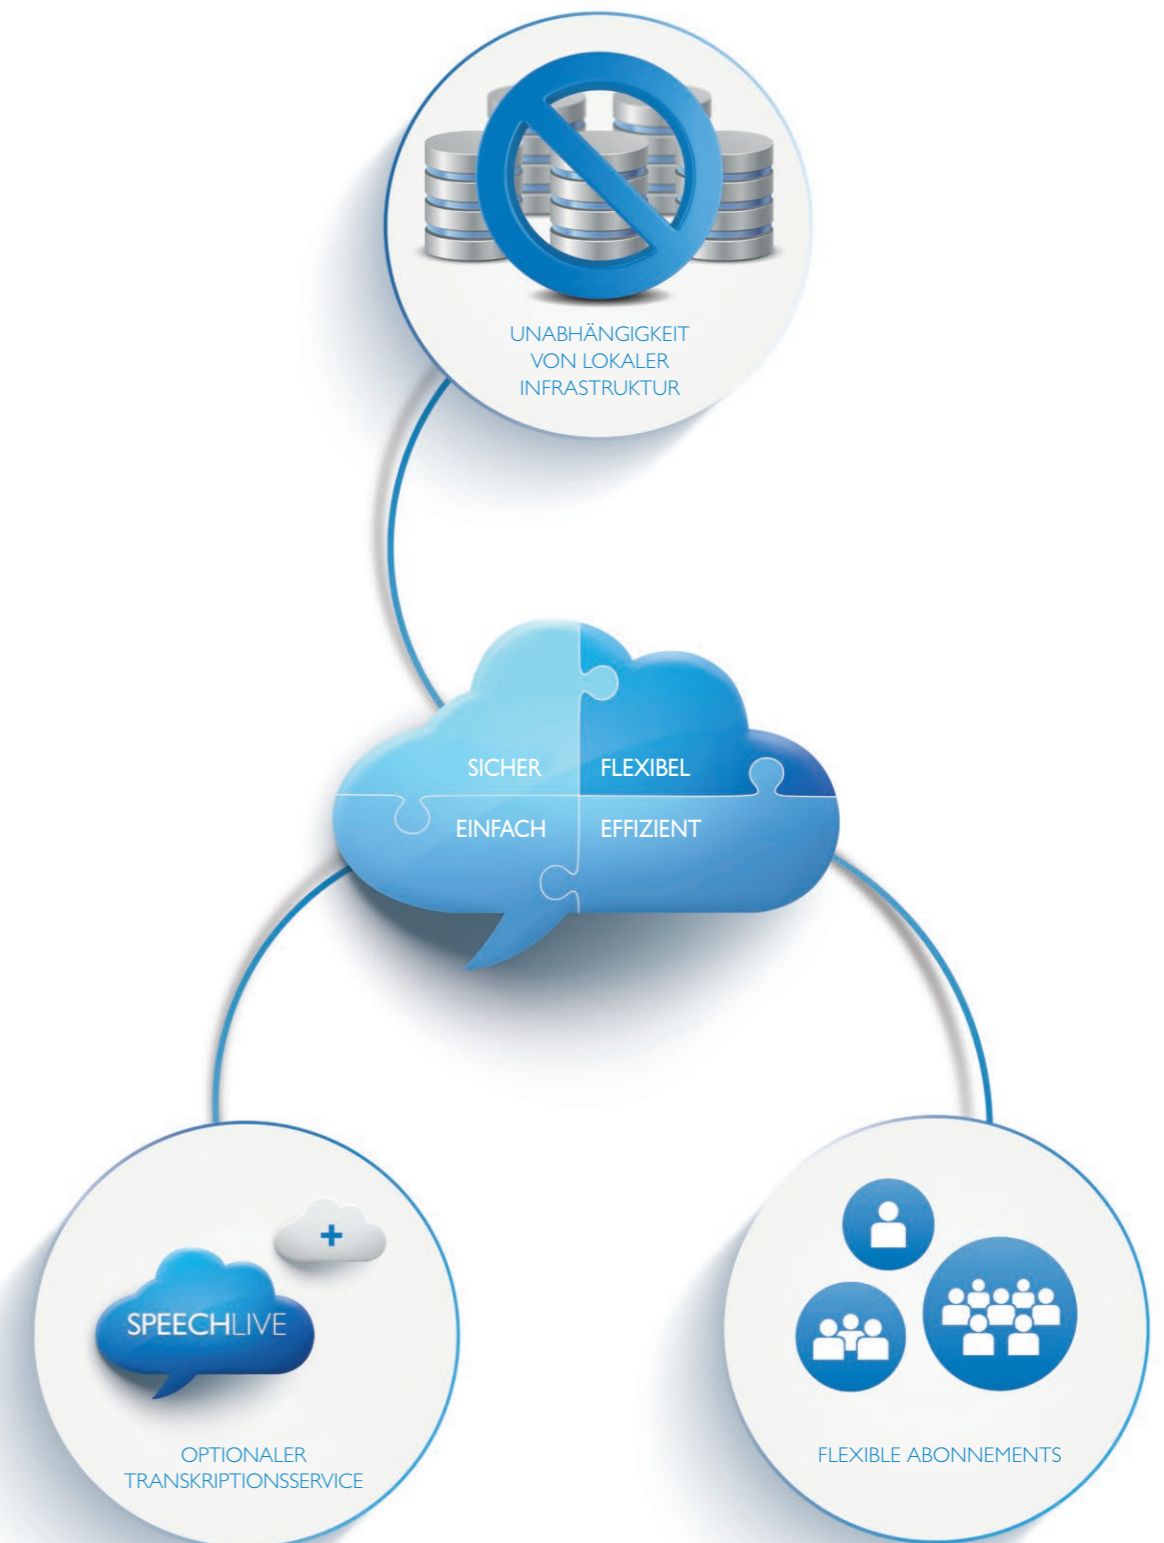 UNABHÄNGIGKEIT
VON LOKALER
INFRASTRUKTUR
SICHER
FLEXIBEL
EINFACH
EFFIZIENT
SPEECHLIVE
OPTIONALER
TRANSKRIPTIONSSERVICE
FLEXIBLE ABONNEMENTS